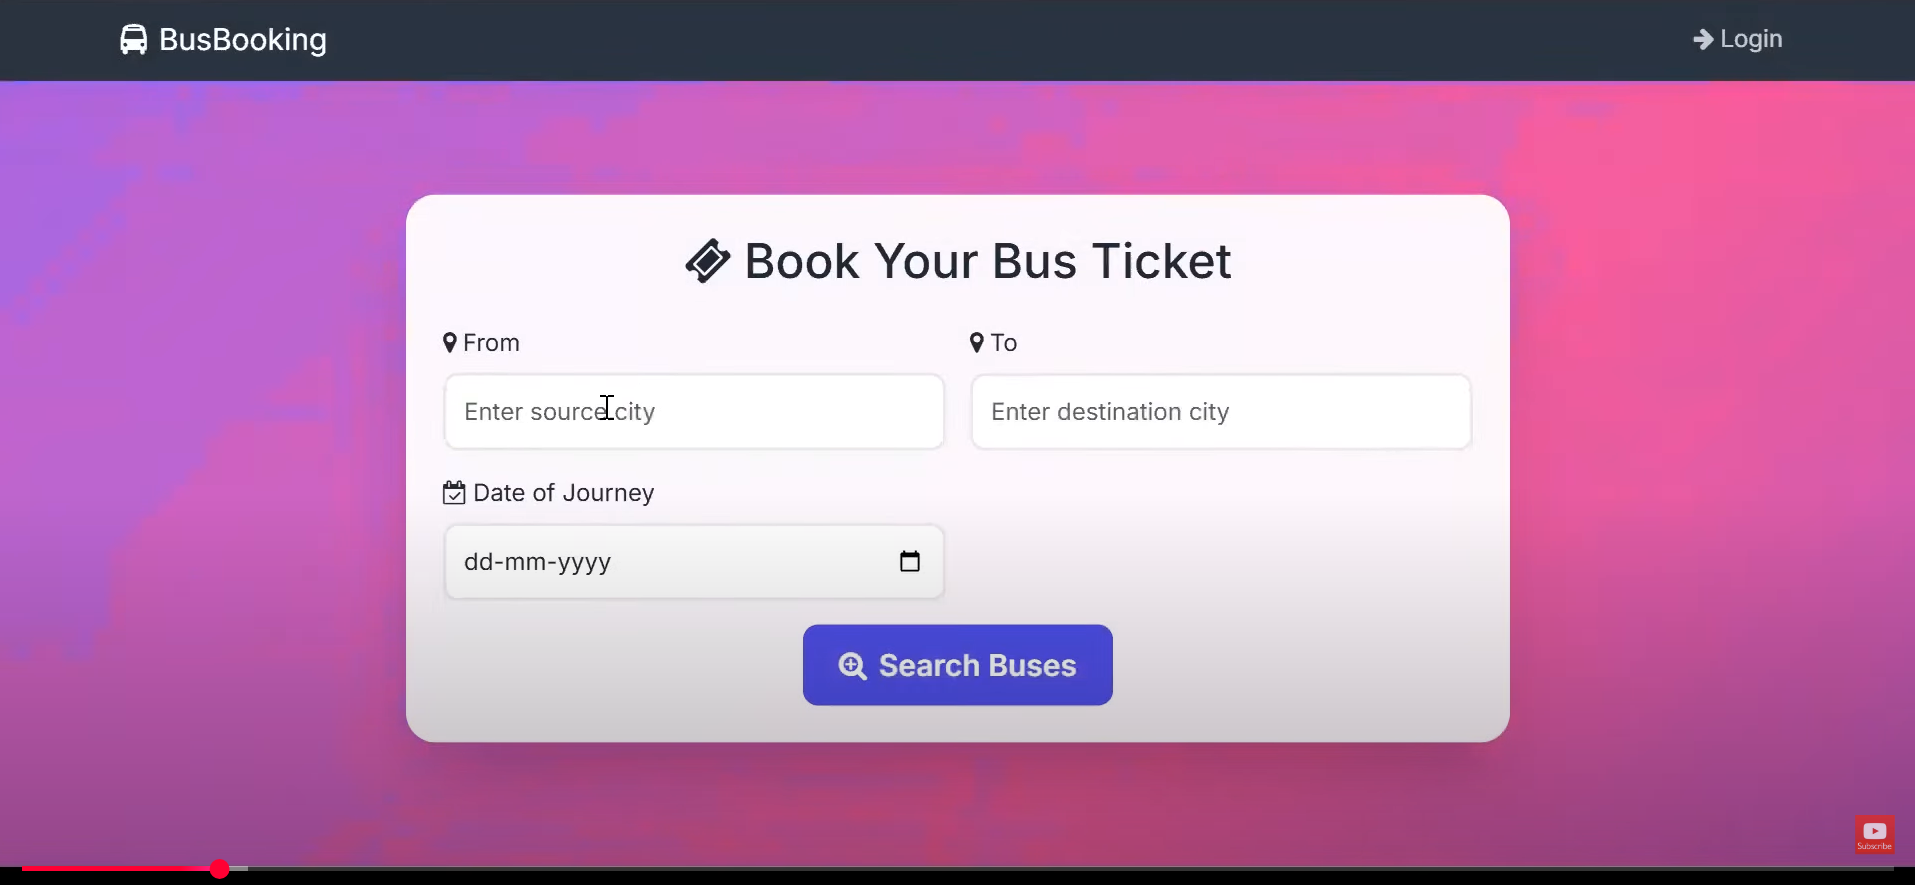 BusBooking
Login
Book Your Bus Ticket
From
To
Enter source city
Enter destination city
Date of Journey
dd-mm-yyyy
Search Buses
Subscribe